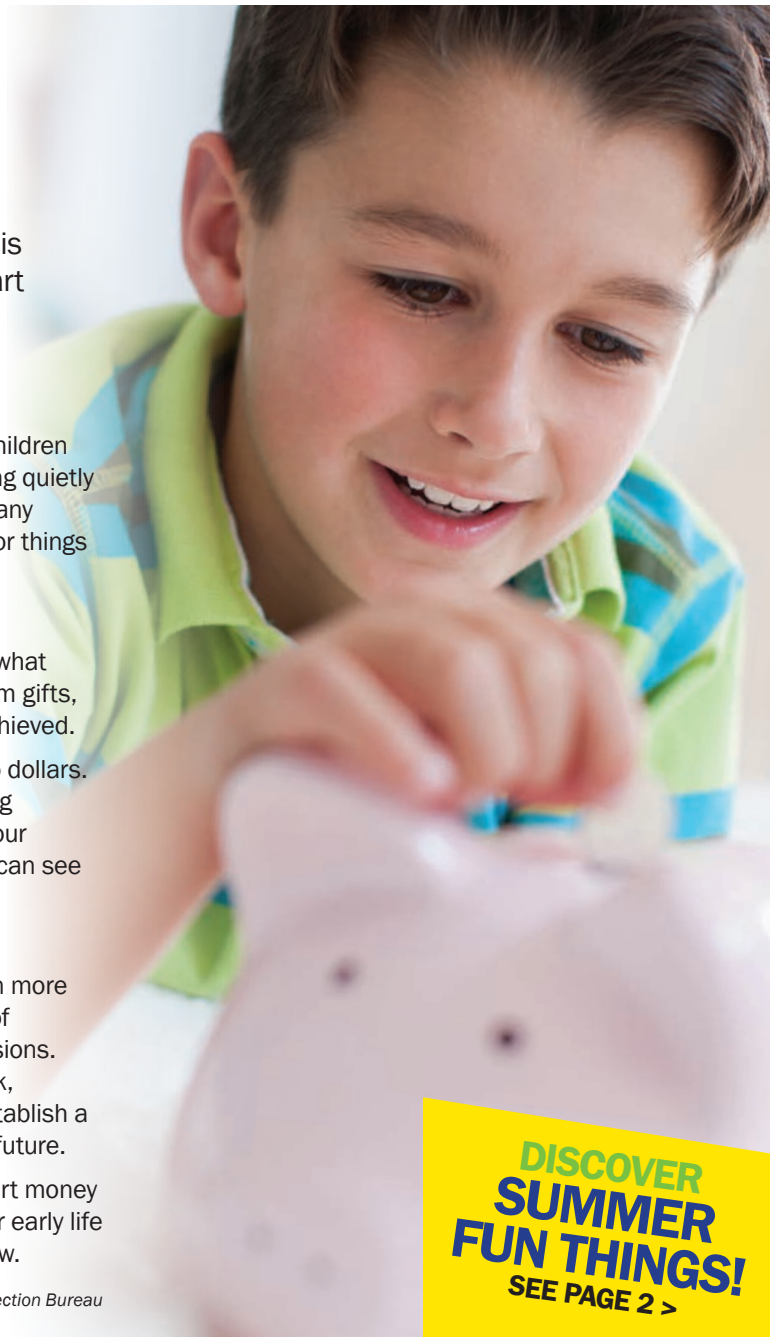 is
art
hildren
ng quietly
any
or things
what
m gifts,
hieved.
o dollars.
g
our
can see
n more
of
sions.
k,
tablish a
future.
rt money
r early life
w.
ection Bureau
DISCOVER
SUMMER
FUN THINGS!
SEE PAGE 2 >